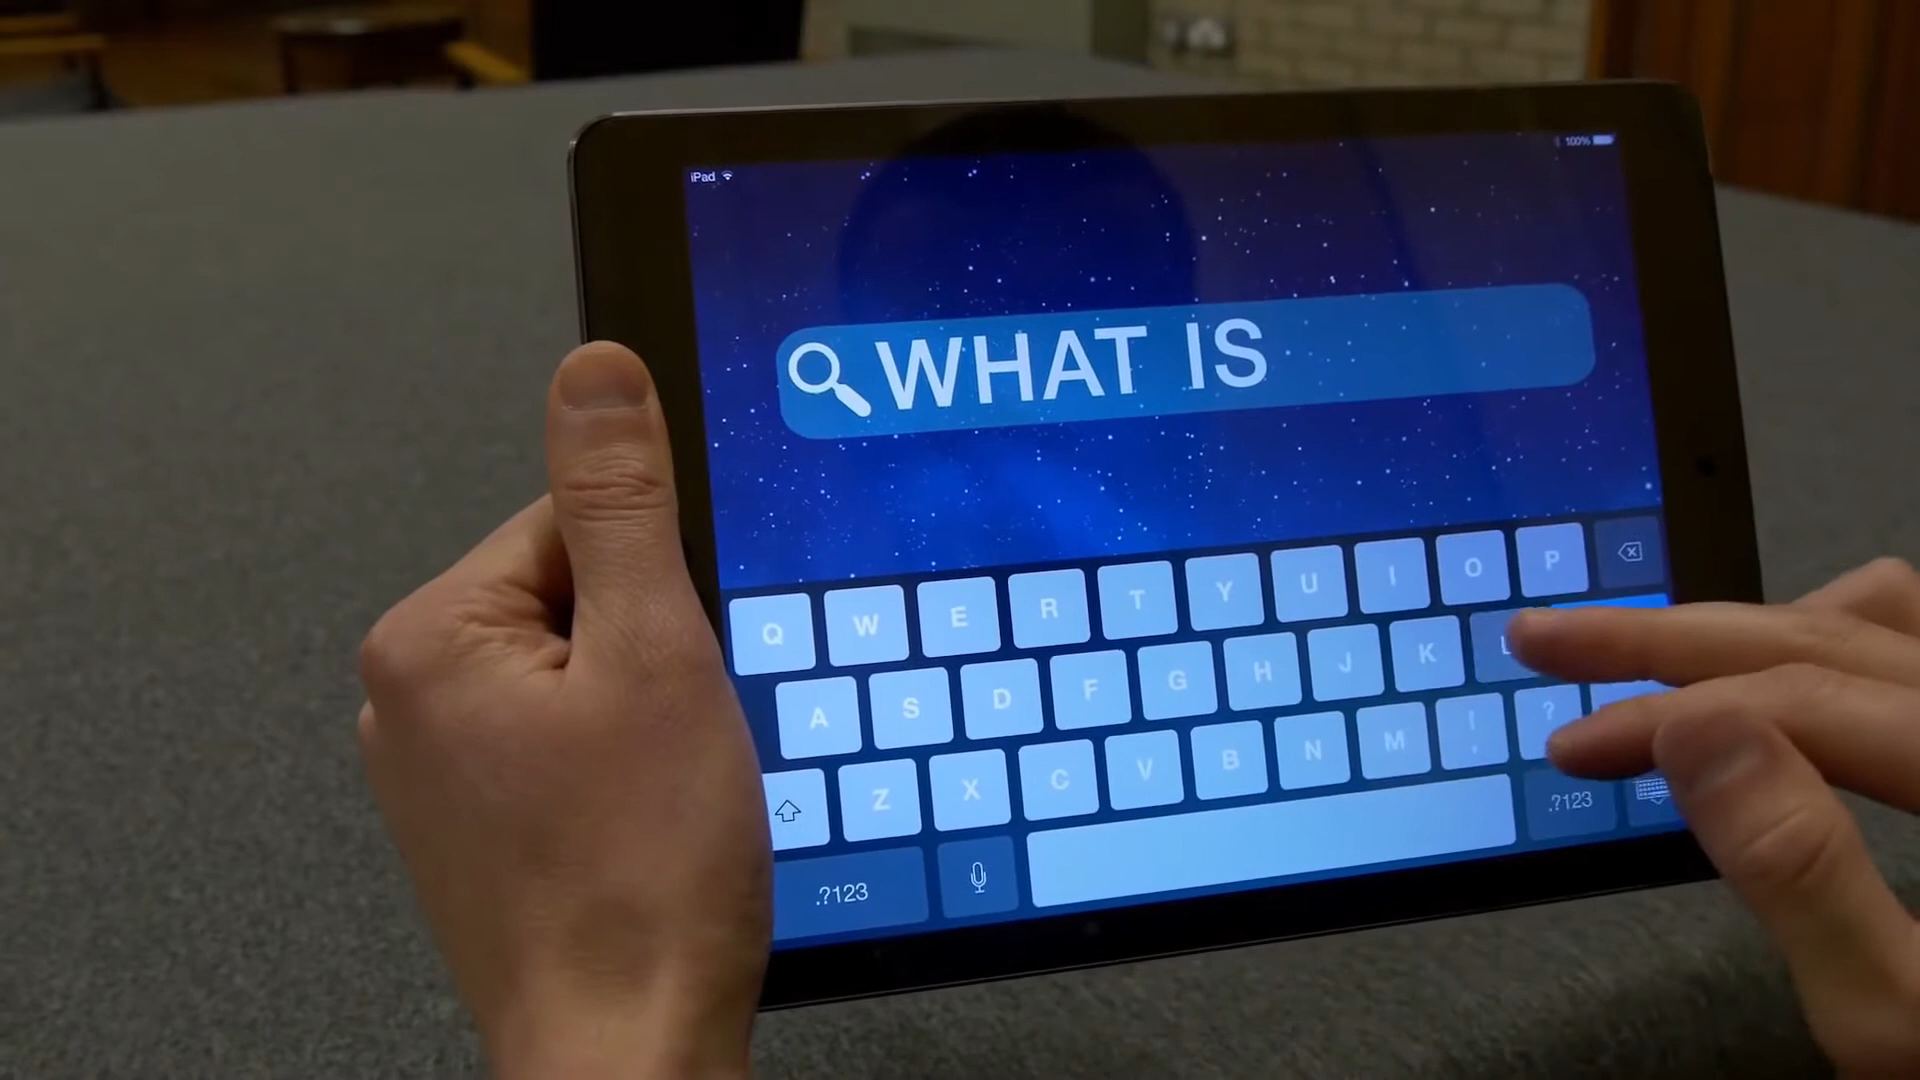 iPad
100%
WHAT IS
Q W E R T Y U I O P
A S D F G H J K L
Z X C V B N M ! , ?
.?123 .?123